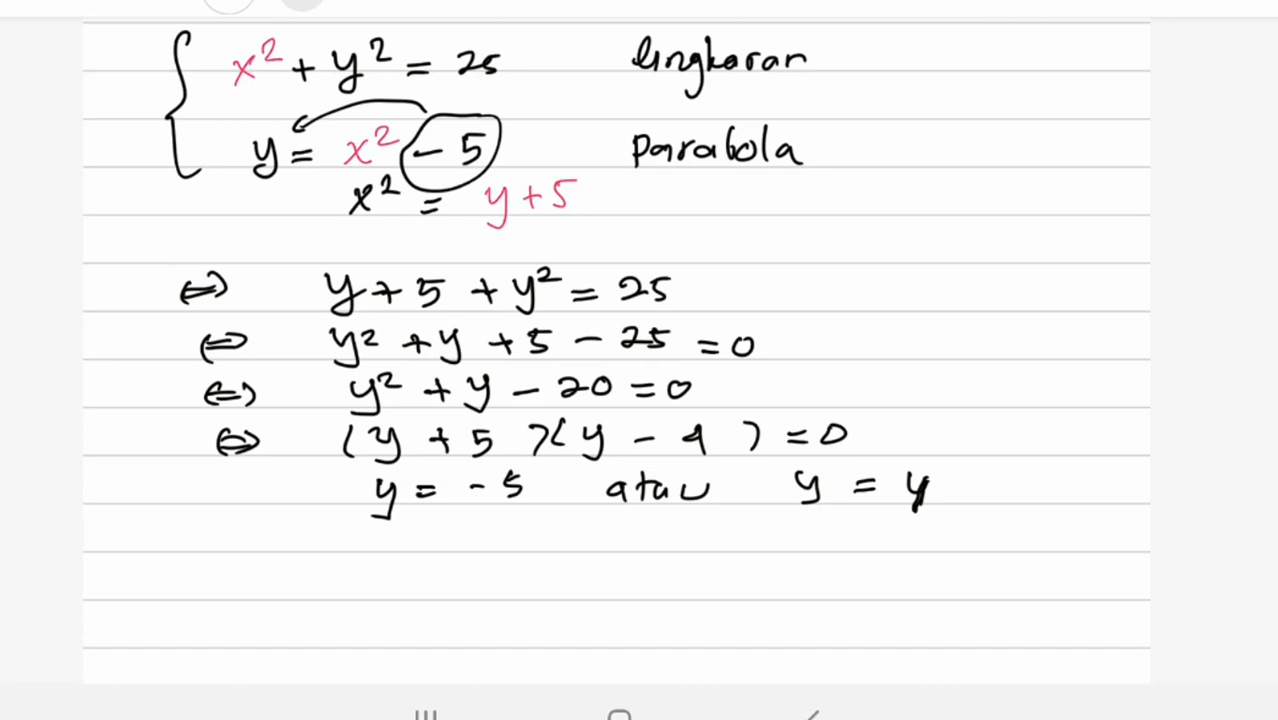 x² + y² = 25 lingkaran
y = x² - 5 parabola
x² = y + 5
⇔ y + 5 + y² = 25
⇔ y² + y + 5 - 25 = 0
⇔ y² + y - 20 = 0
⇔ (y + 5)(y - 4) = 0
y = -5 atau y = 4